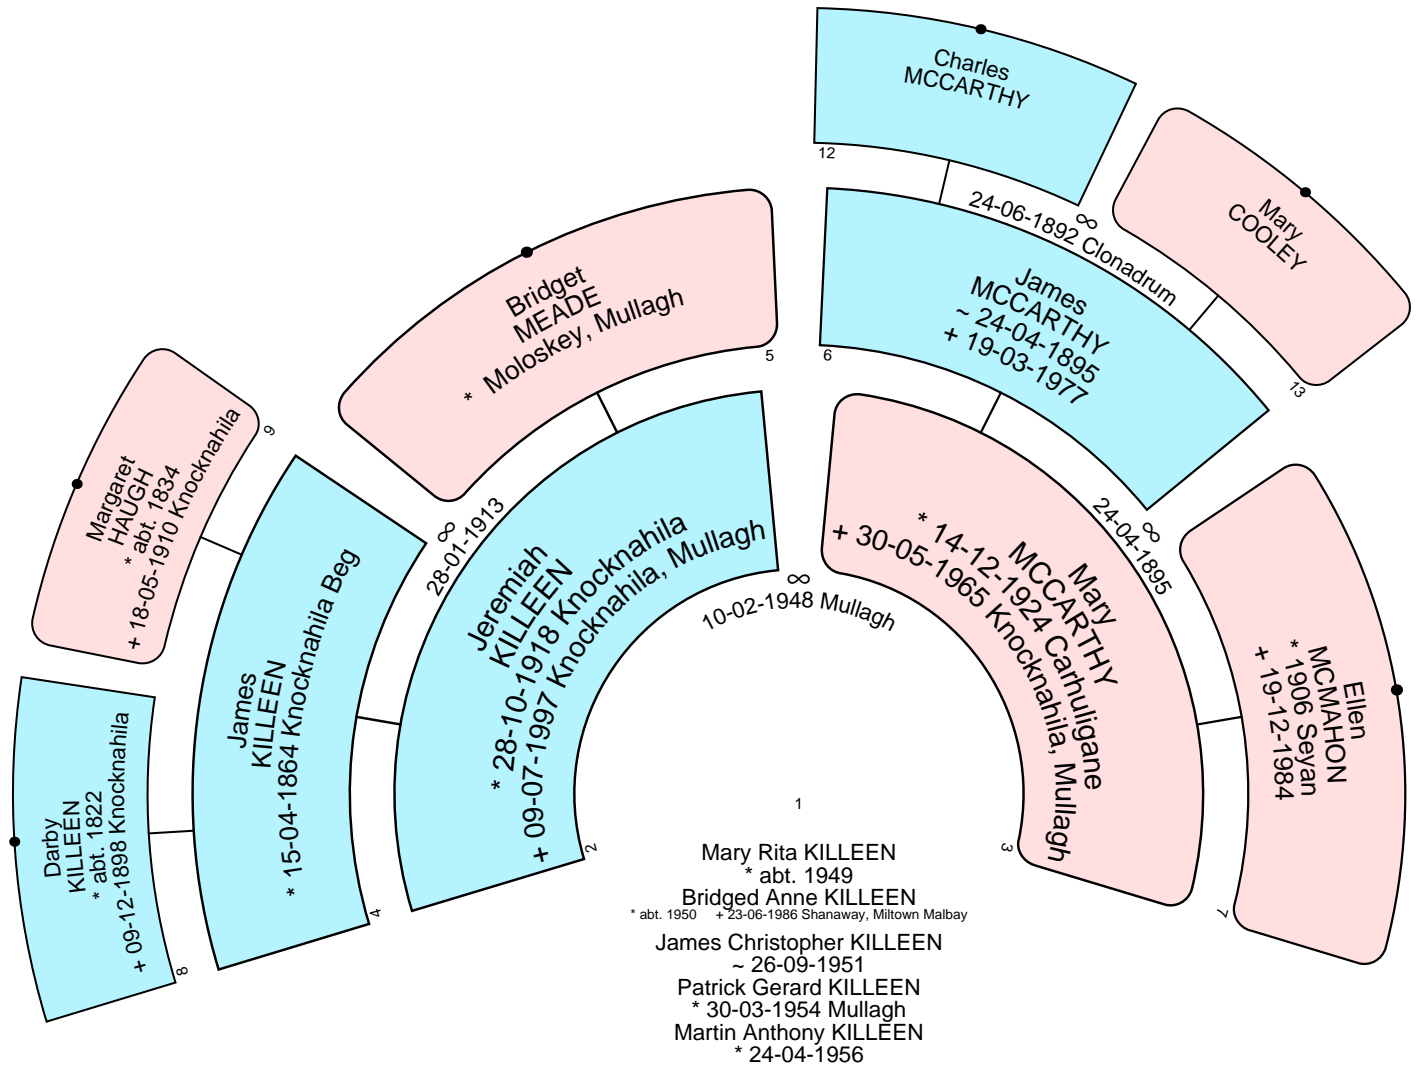 Charles
MCCARTHY
12
∞
24-06-1892 Clonadrum
Mary
COOLEY
13
Bridget
MEADE
* Moloskey, Mullagh
5
James
MCCARTHY
~ 24-04-1895
+ 19-03-1977
6
Margaret
HAUGH
* abt. 1834
+ 18-05-1910 Knocknahila
9
∞
28-01-1913
∞
24-04-1895
Jeremiah
KILLEEN
* 28-10-1918 Knocknahila
+ 09-07-1997 Knocknahila, Mullagh
2
∞
10-02-1948 Mullagh
Mary
MCCARTHY
* 14-12-1924 Carhuligane
+ 30-05-1965 Knocknahila, Mullagh
3
James
KILLEEN
* 15-04-1864 Knocknahila Beg
4
Ellen
MCMAHON
* 1906 Seyan
+ 19-12-1984
7
Darby
KILLEEN
* abt. 1822
+ 09-12-1898 Knocknahila
8
1
Mary Rita KILLEEN
* abt. 1949
Bridged Anne KILLEEN
* abt. 1950 + 23-06-1986 Shanaway, Miltown Malbay
James Christopher KILLEEN
~ 26-09-1951
Patrick Gerard KILLEEN
* 30-03-1954 Mullagh
Martin Anthony KILLEEN
* 24-04-1956